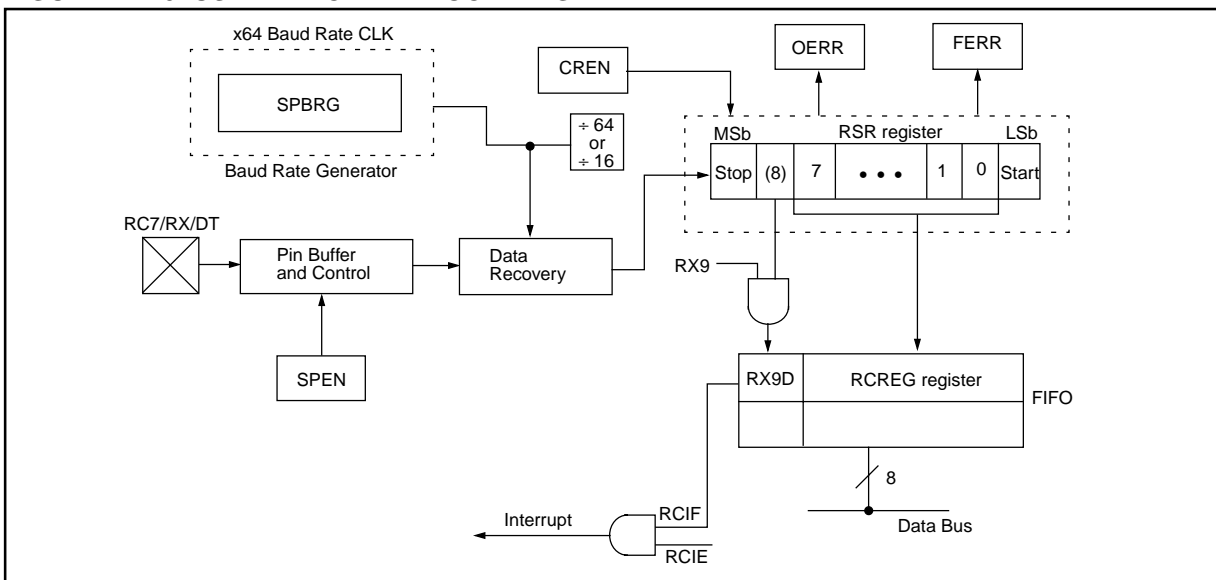 x64 Baud Rate CLK
SPBRG
Baud Rate Generator
CREN
OERR
FERR
÷ 64
or
÷ 16
MSb
RSR register
LSb
Stop
(8)
7
• • •
1
0
Start
RC7/RX/DT
Pin Buffer
and Control
Data
Recovery
RX9
SPEN
RX9D
RCREG register
FIFO
8
Interrupt
RCIF
RCIE
Data Bus